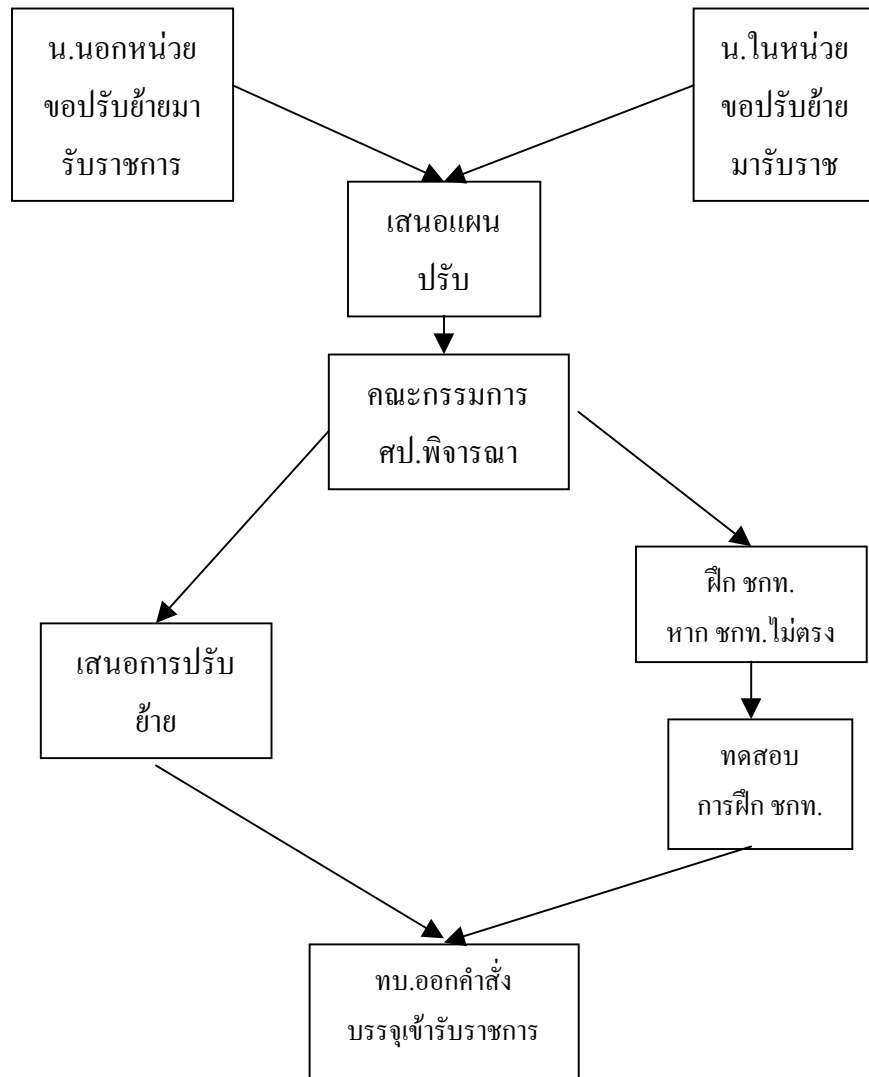 น.นอกหน่วย
ขอปรับย้ายมา
รับราชการ
น.ในหน่วย
ขอปรับย้าย
มารับราช
เสนอแผน
ปรับ
คณะกรรมการ
ศป.พิจารณา
ฝึก ชกท.
หาก ชกท.ไม่ตรง
เสนอการปรับ
ย้าย
ทดสอบ
การฝึก ชกท.
ทบ.ออกคำสั่ง
บรรจุเข้ารับราชการ